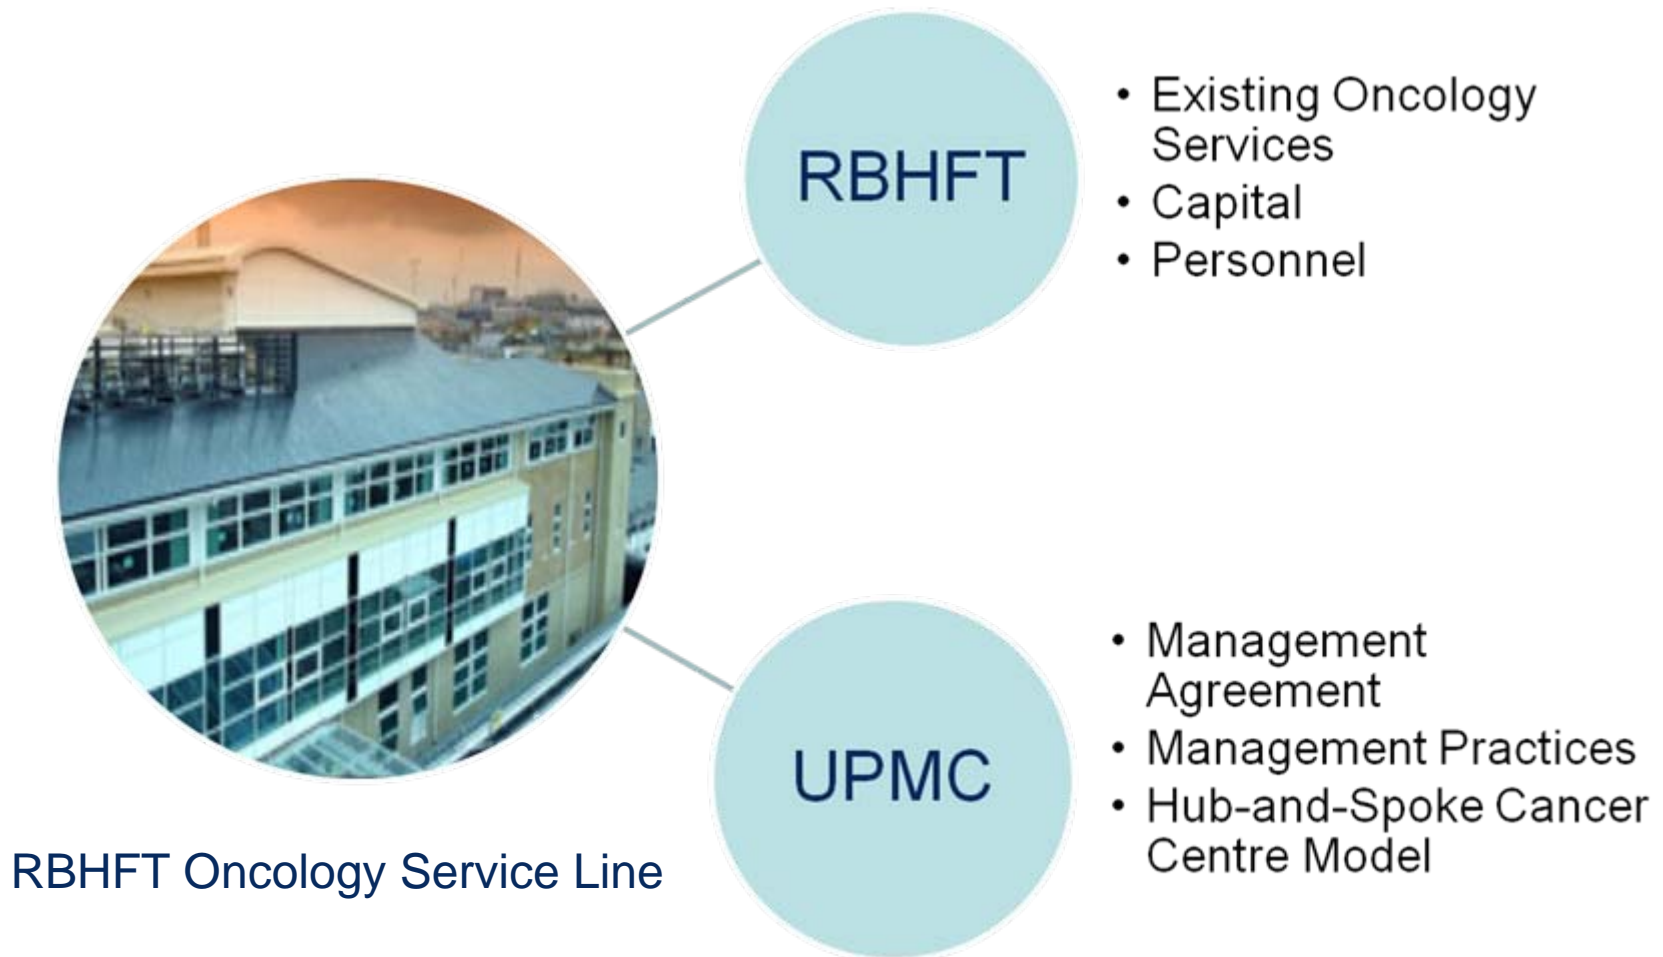 RBHFT
• Existing Oncology
Services
• Capital
• Personnel
UPMC
• Management
Agreement
• Management Practices
• Hub-and-Spoke Cancer
Centre Model
RBHFT Oncology Service Line